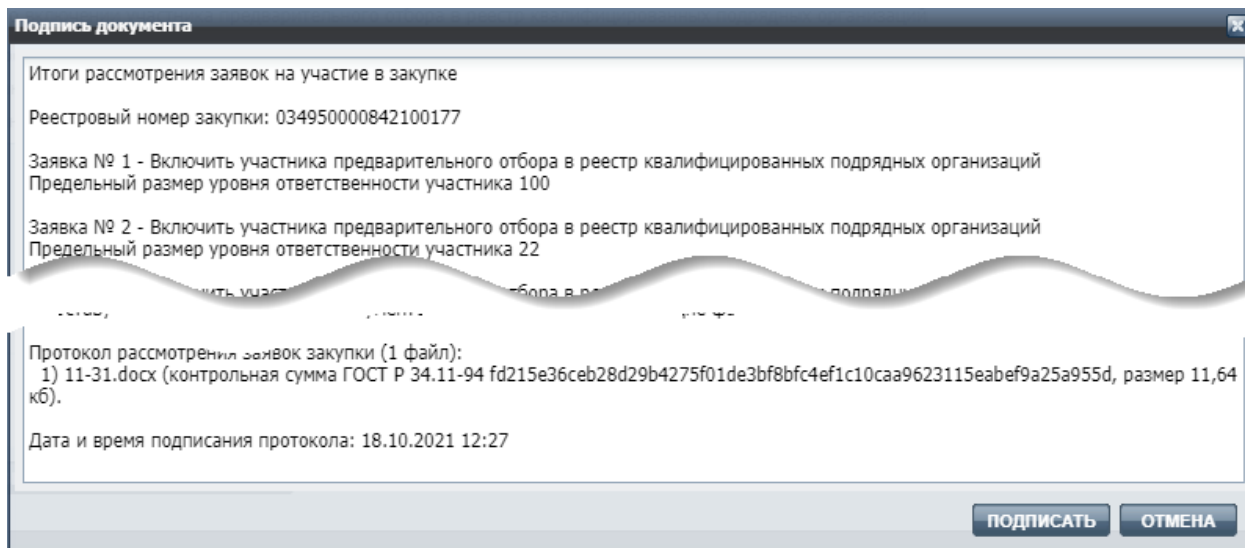 Подпись документа
Итоги рассмотрения заявок на участие в закупке
Реестровый номер закупки: 034950000842100177
Заявка № 1 - Включить участника предварительного отбора в реестр квалифицированных подрядных организаций
Предельный размер уровня ответственности участника 100
Заявка № 2 - Включить участника предварительного отбора в реестр квалифицированных подрядных организаций
Предельный размер уровня ответственности участника 22
Протокол рассмотрения заявок закупки (1 файл):
1) 11-31.docx (контрольная сумма ГОСТ Р 34.11-94 fd215e36ceb28d29b4275f01de3bf8bfc4ef1c10caa9623115eabef9a25a955d, размер 11,64
кб).
Дата и время подписания протокола: 18.10.2021 12:27
ПОДПИСАТЬ ОТМЕНА